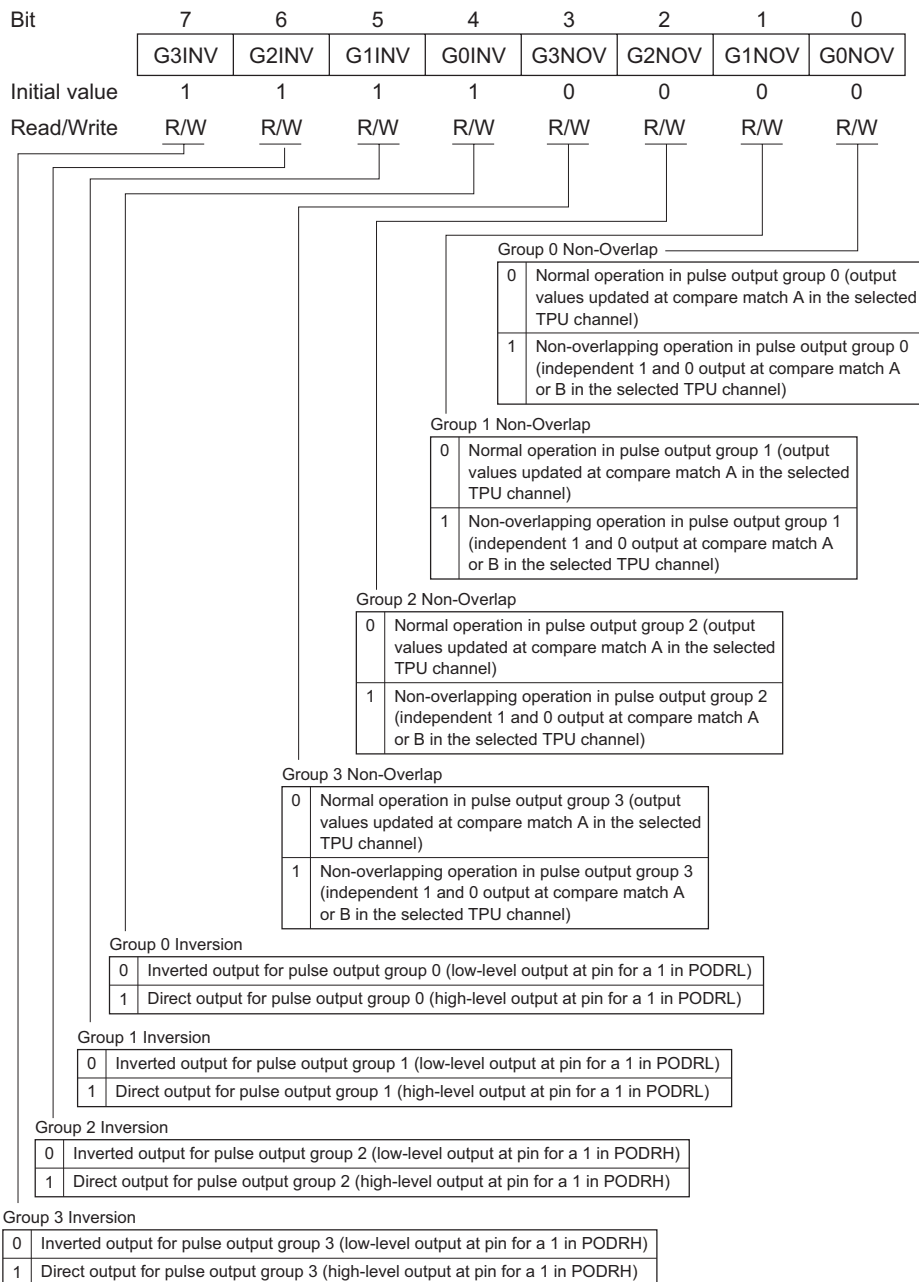 Bit 7 6 5 4 3 2 1 0
G3INV G2INV G1INV G0INV G3NOV G2NOV G1NOV G0NOV
Initial value 1 1 1 1 0 0 0 0
Read/Write R/W R/W R/W R/W R/W R/W R/W R/W
Group 0 Non-Overlap
0 Normal operation in pulse output group 0 (output
values updated at compare match A in the selected
TPU channel)
1 Non-overlapping operation in pulse output group 0
(independent 1 and 0 output at compare match A
or B in the selected TPU channel)
Group 1 Non-Overlap
0 Normal operation in pulse output group 1 (output
values updated at compare match A in the selected
TPU channel)
1 Non-overlapping operation in pulse output group 1
(independent 1 and 0 output at compare match A
or B in the selected TPU channel)
Group 2 Non-Overlap
0 Normal operation in pulse output group 2 (output
values updated at compare match A in the selected
TPU channel)
1 Non-overlapping operation in pulse output group 2
(independent 1 and 0 output at compare match A
or B in the selected TPU channel)
Group 3 Non-Overlap
0 Normal operation in pulse output group 3 (output
values updated at compare match A in the selected
TPU channel)
1 Non-overlapping operation in pulse output group 3
(independent 1 and 0 output at compare match A
or B in the selected TPU channel)
Group 0 Inversion
0 Inverted output for pulse output group 0 (low-level output at pin for a 1 in PODRL)
1 Direct output for pulse output group 0 (high-level output at pin for a 1 in PODRL)
Group 1 Inversion
0 Inverted output for pulse output group 1 (low-level output at pin for a 1 in PODRL)
1 Direct output for pulse output group 1 (high-level output at pin for a 1 in PODRL)
Group 2 Inversion
0 Inverted output for pulse output group 2 (low-level output at pin for a 1 in PODRH)
1 Direct output for pulse output group 2 (high-level output at pin for a 1 in PODRH)
Group 3 Inversion
0 Inverted output for pulse output group 3 (low-level output at pin for a 1 in PODRH)
1 Direct output for pulse output group 3 (high-level output at pin for a 1 in PODRH)